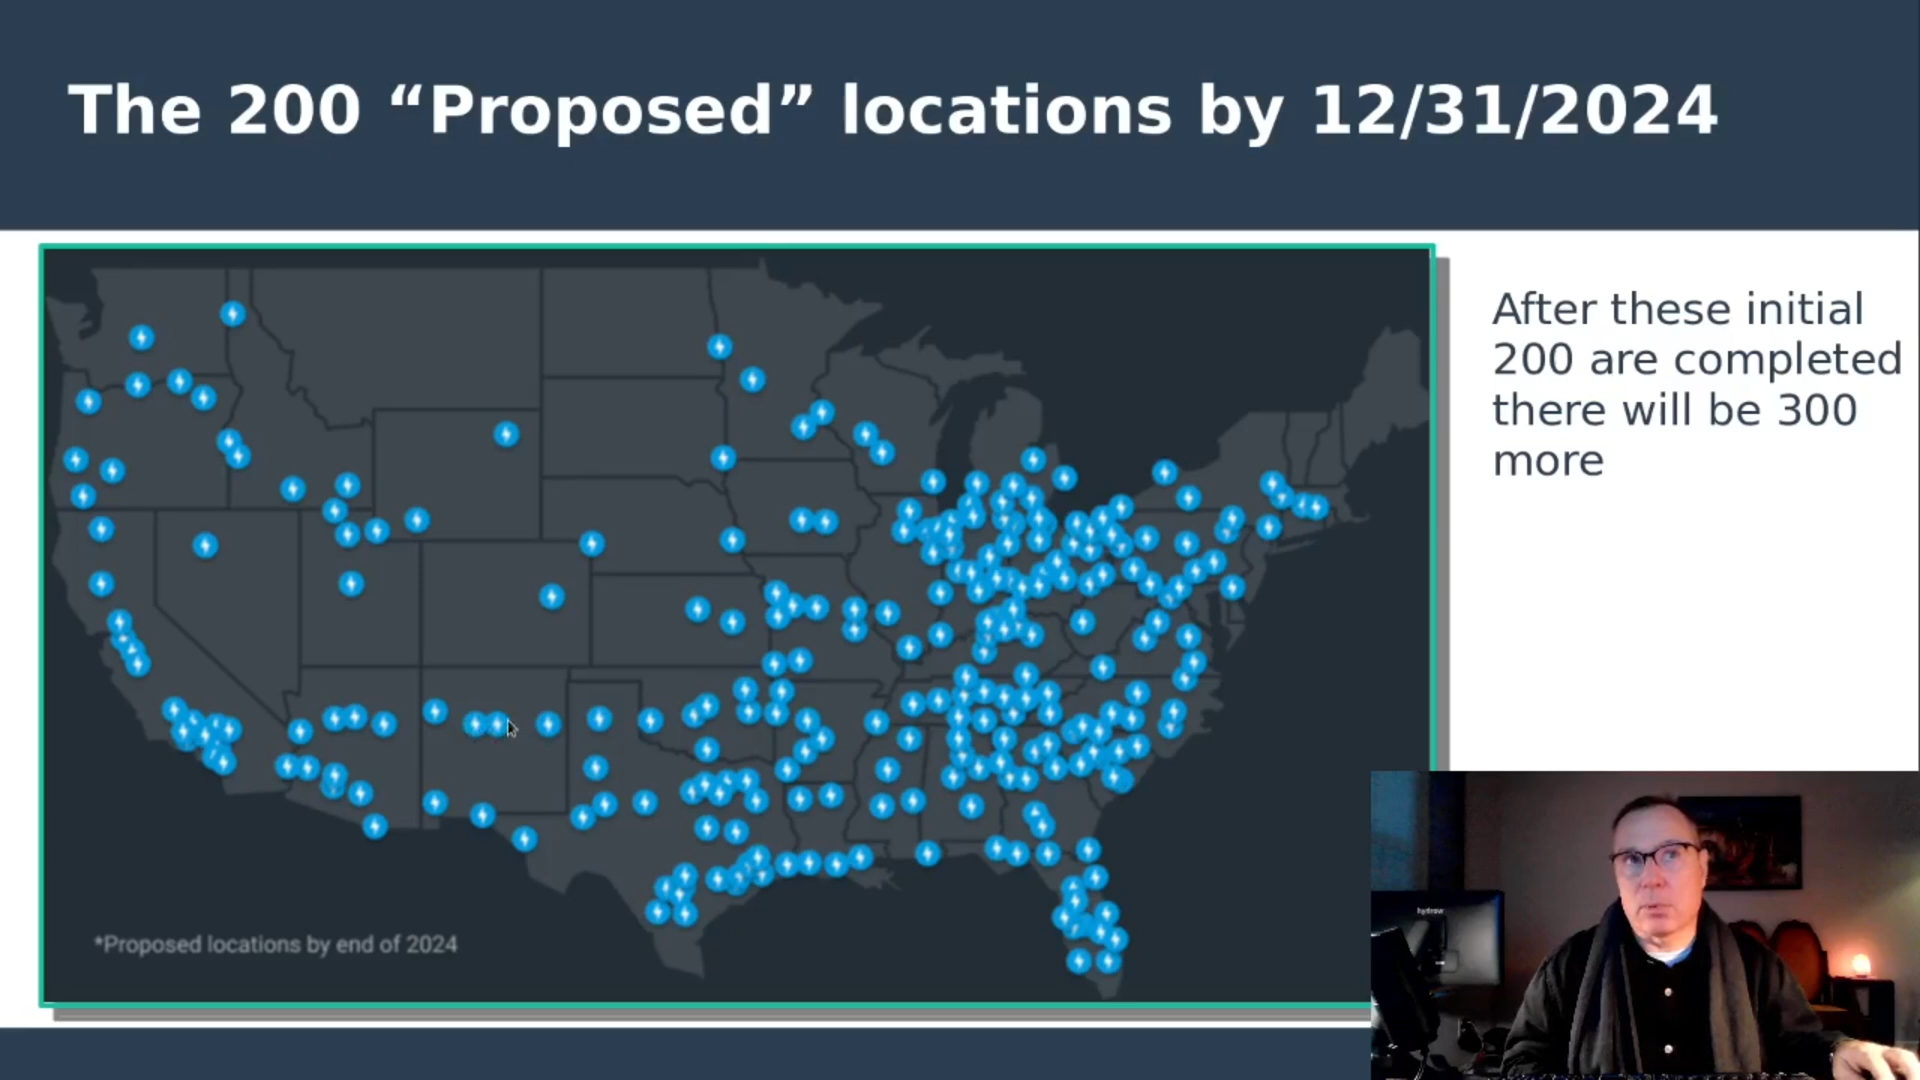 The 200 “Proposed” locations by 12/31/2024
After these initial
200 are completed
there will be 300
more
*Proposed locations by end of 2024
hydrow